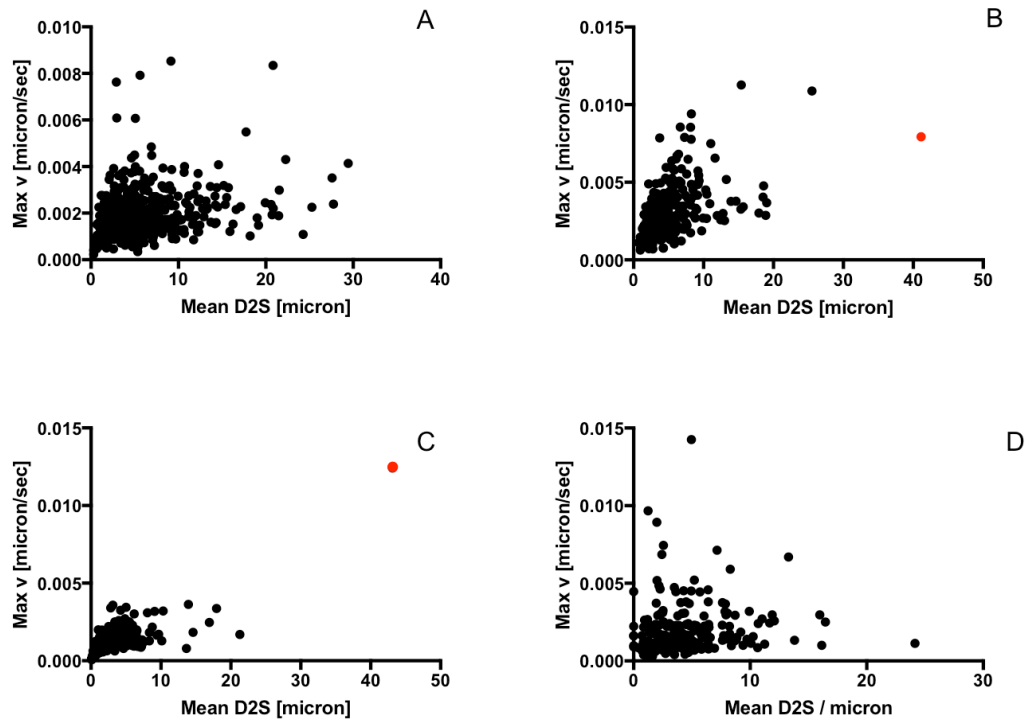 A
0.010
0.008
0.006
0.004
0.002
0.000
Max v [micron/sec]
0 10 20 30 40
Mean D2S [micron]
B
0.015
0.010
0.005
0.000
Max v [micron/sec]
0 10 20 30 40 50
Mean D2S [micron]
C
0.015
0.010
0.005
0.000
Max v [micron/sec]
0 10 20 30 40 50
Mean D2S [micron]
D
0.015
0.010
0.005
0.000
Max v [micron/sec]
0 10 20 30
Mean D2S / micron